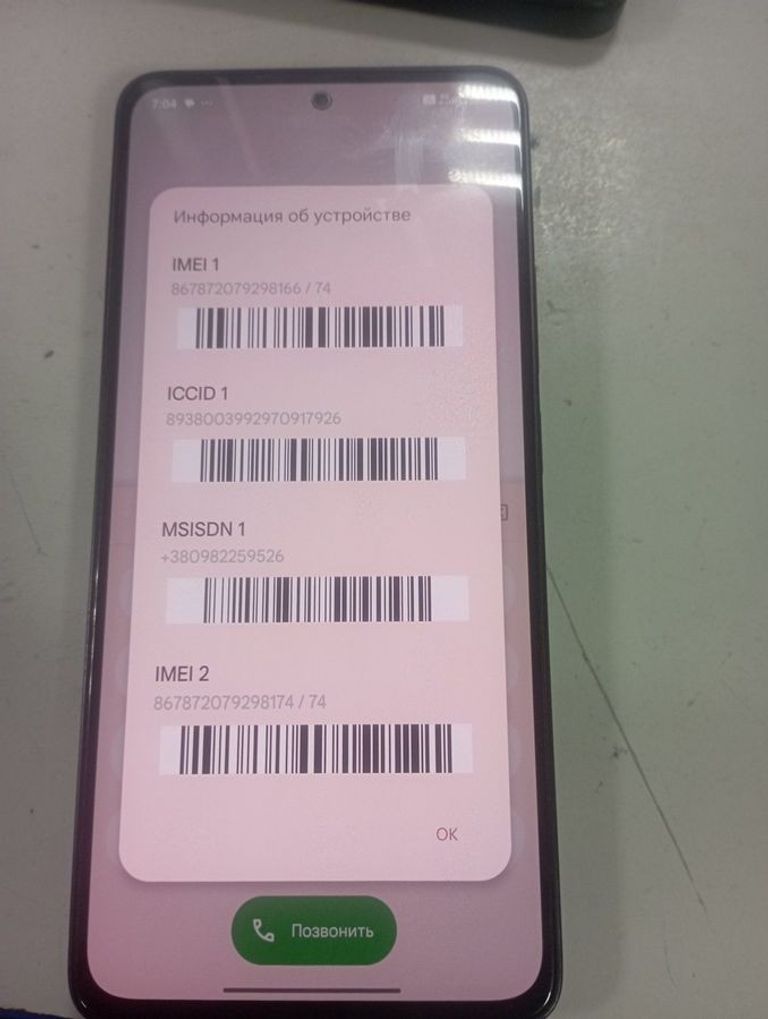 7:04
Информация об устройстве
IMEI 1
867872079298166 / 74
ICCID 1
8938003992970917926
MSISDN 1
+380982259526
IMEI 2
867872079298174 / 74
OK
Позвонить